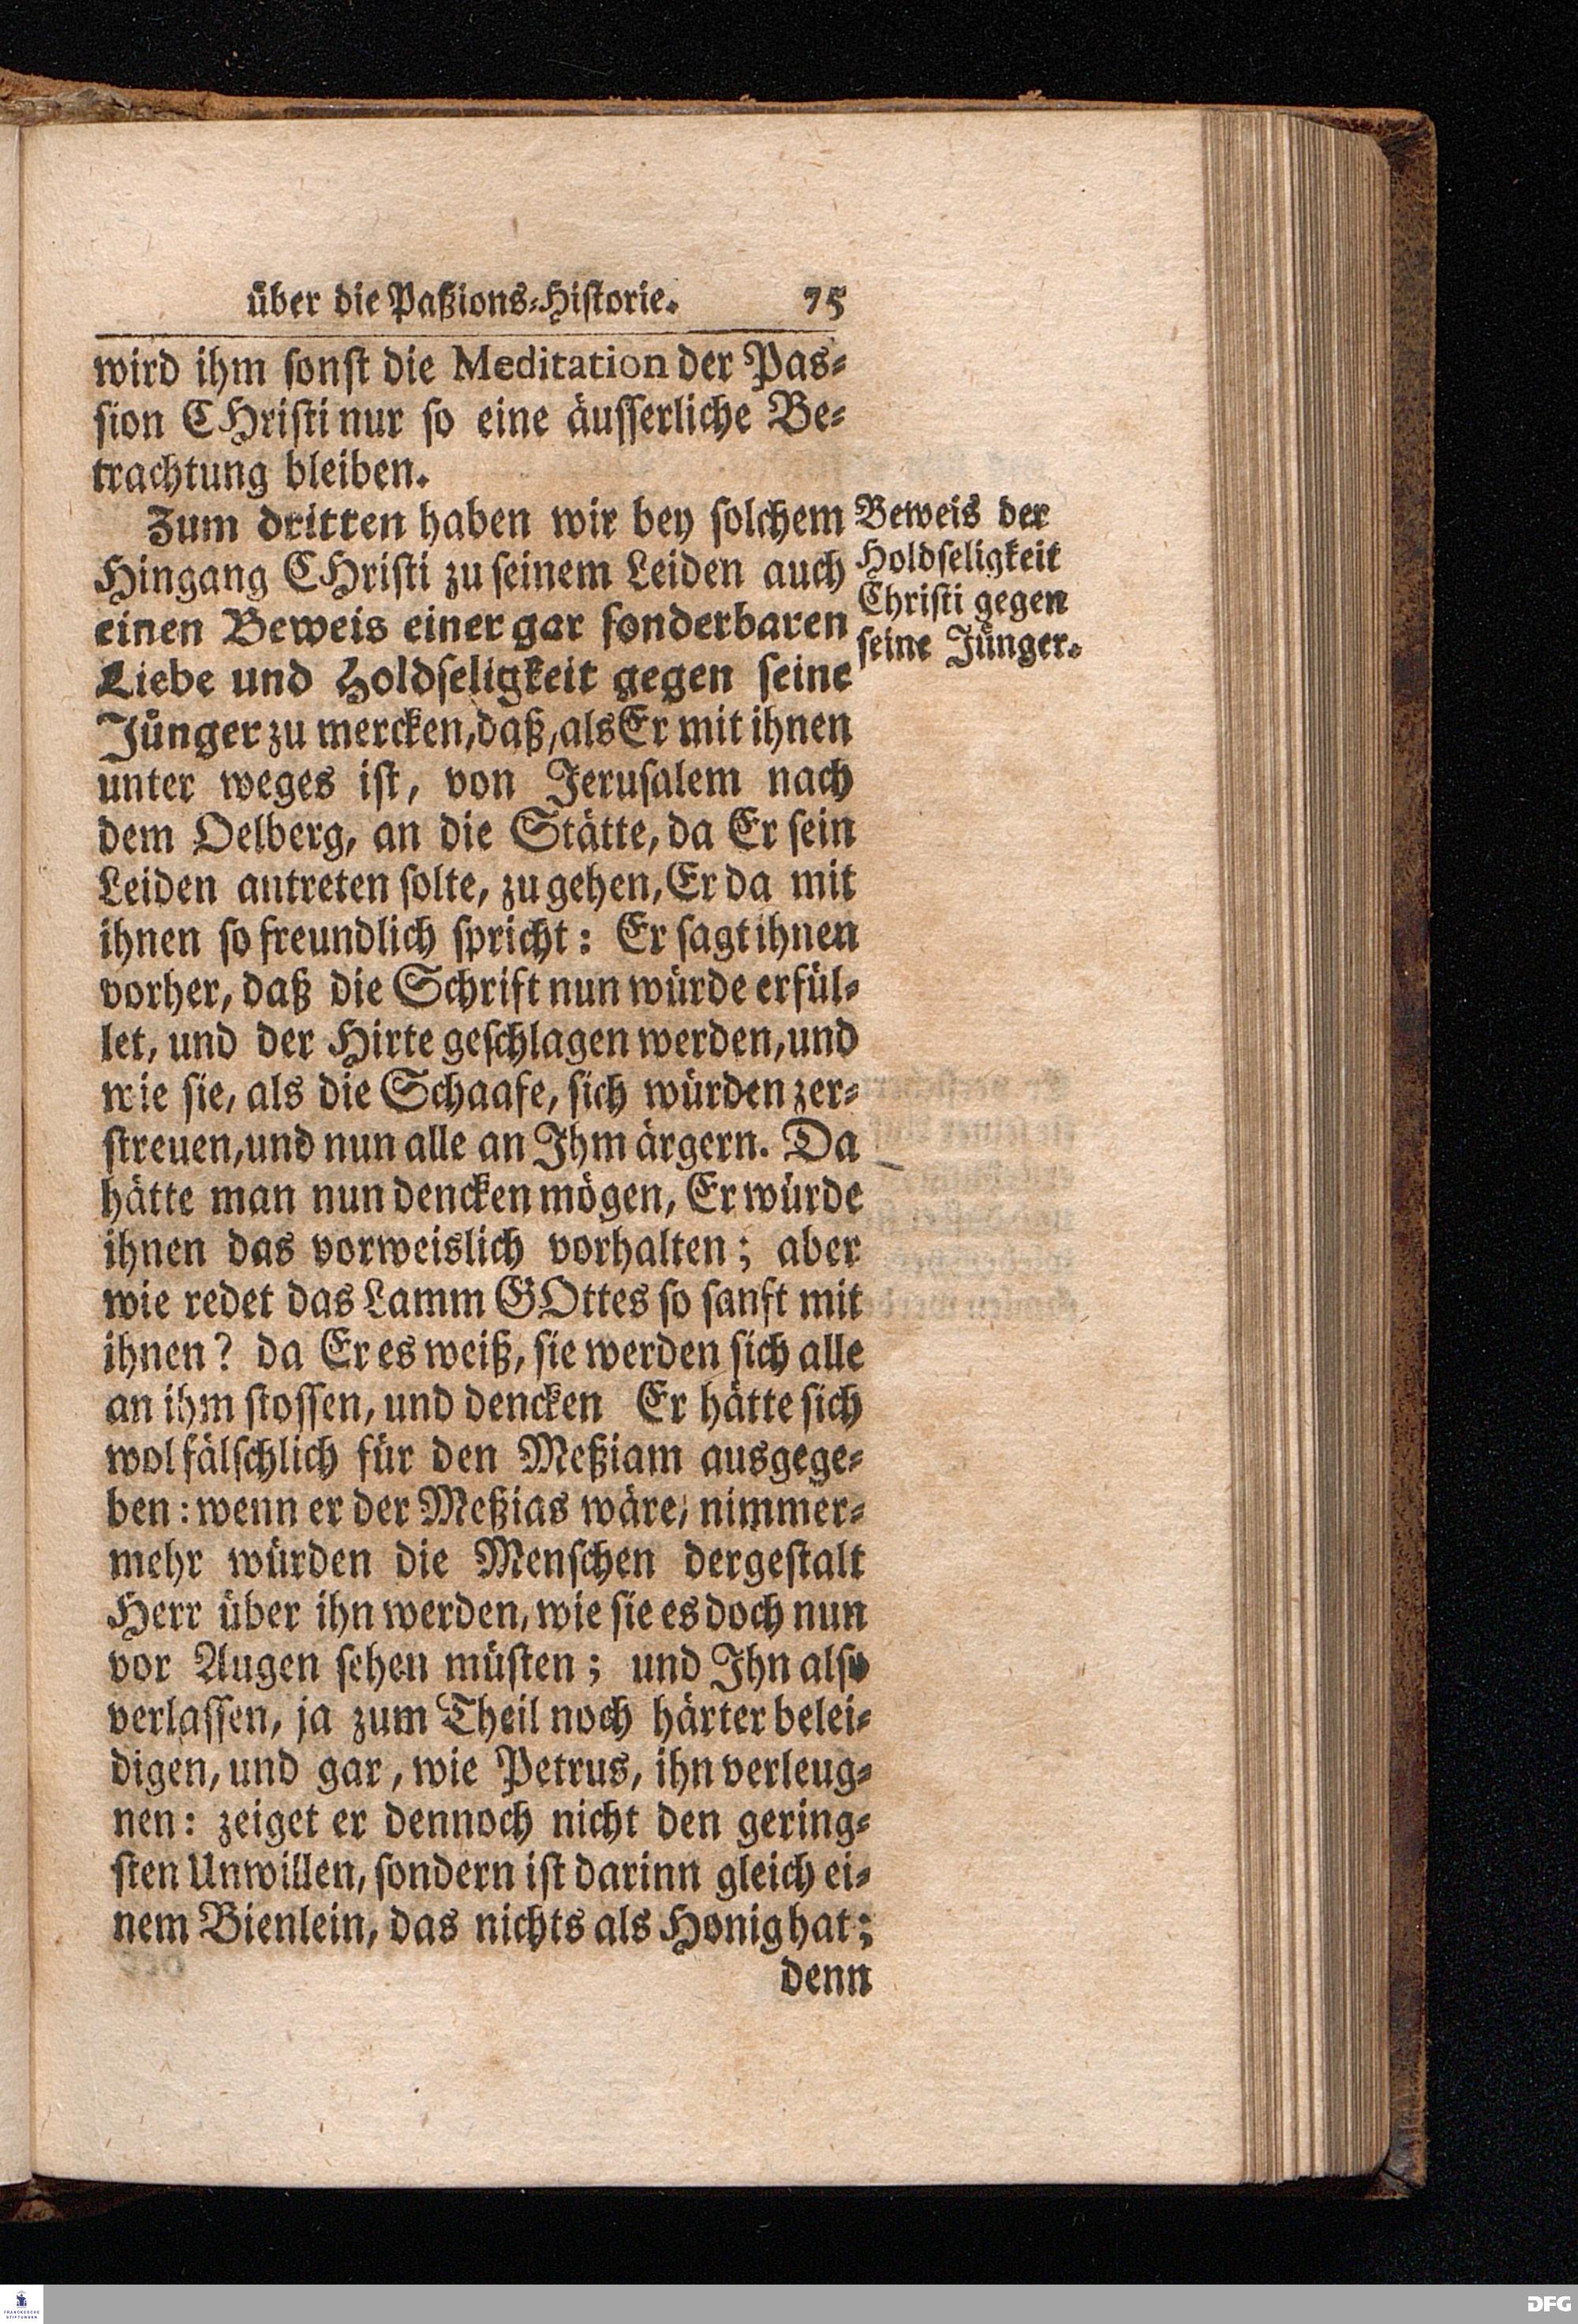 über die Paßions-Historie. 75
wird ihm sonst die Meditation der Pas-
sion CHristi nur so eine äusserliche Be-
trachtung bleiben.
Zum dritten haben wir bey solchem
Hingang CHristi zu seinem Leiden auch
einen Beweis einer gar sonderbaren
Liebe und Holdseligkeit gegen seine
Jünger zu mercken, daß, als Er mit ihnen
unter weges ist, von Jerusalem nach
dem Oelberg, an die Stätte, da Er sein
Leiden antreten solte, zu gehen, Er da mit
ihnen so freundlich spricht: Er sagt ihnen
vorher, daß die Schrift nun würde erfül-
let, und der Hirte geschlagen werden, und
wie sie, als die Schaafe, sich würden zer-
streuen, und nun alle an Ihm ärgern. Da
hätte man nun dencken mögen, Er würde
ihnen das vorweislich vorhalten; aber
wie redet das Lamm GOttes so sanft mit
ihnen? da Er es weiß, sie werden sich alle
an ihm stossen, und dencken Er hätte sich
wol fälschlich für den Meßiam ausgege-
ben: wenn er der Meßias wäre, nimmer-
mehr würden die Menschen dergestalt
Herr über ihn werden, wie sie es doch nun
vor Augen sehen müsten; und Ihn also
verlassen, ja zum Theil noch härter belei-
digen, und gar, wie Petrus, ihn verleug-
nen: zeiget er dennoch nicht den gering-
sten Unwillen, sondern ist darinn gleich ei-
nem Bienlein, das nichts als Honig hat;
denn
Beweis der
Holdseligkeit
Christi gegen
seine Jünger.
FRANCKESCHE
STIFTUNGEN
DFG